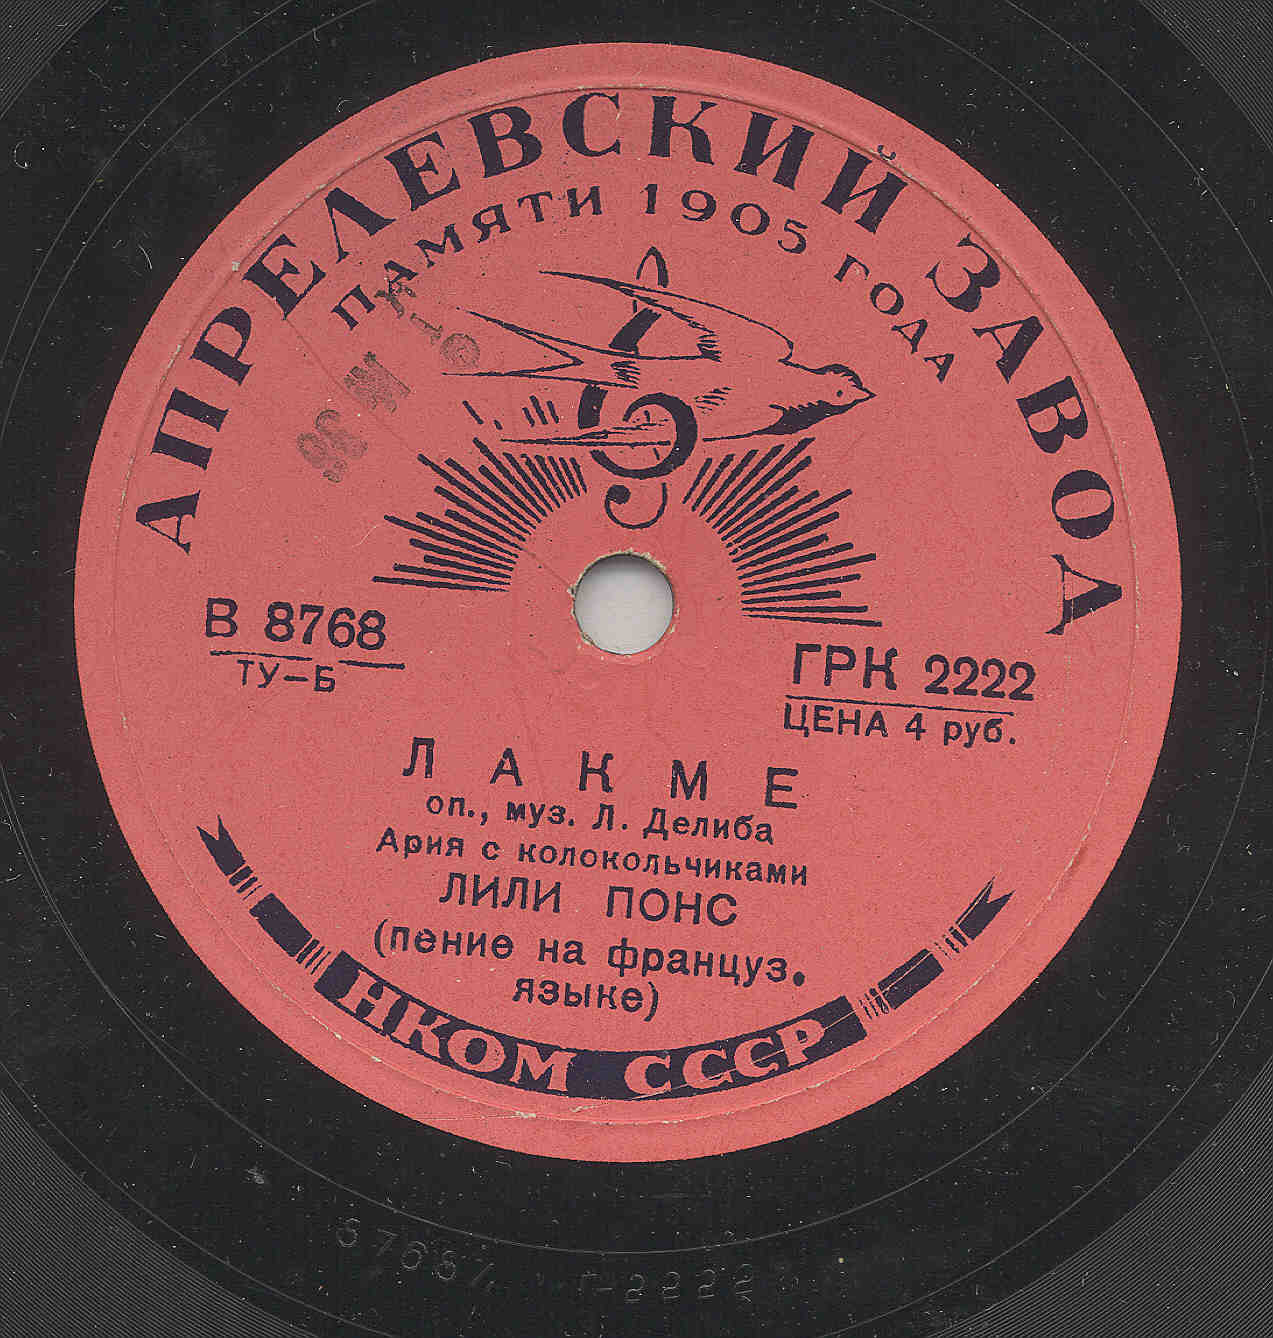 АПРЕЛЕВСКИЙ ЗАВОД
ПАМЯТИ 1905 ГОДА
В 8768
ТУ–Б
ГРК 2222
ЦЕНА 4 руб.
ЛАКМЕ
оп., муз. Л. Делиба
Ария с колокольчиками
ЛИЛИ ПОНС
(пение на француз.
языке)
НКОМ СССР